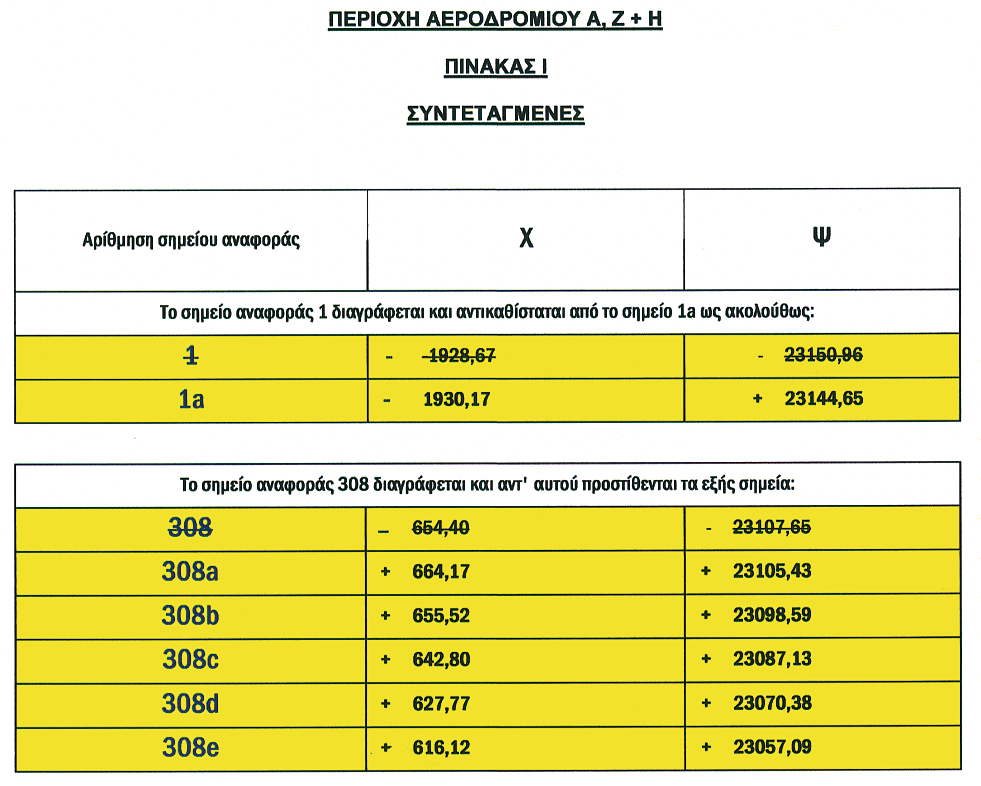 ΠΕΡΙΟΧΗ ΑΕΡΟΔΡΟΜΙΟΥ Α, Ζ + Η
ΠΙΝΑΚΑΣ Ι
ΣΥΝΤΕΤΑΓΜΕΝΕΣ
Αρίθμηση σημείου αναφοράς Χ Ψ
Το σημείο αναφοράς 1 διαγράφεται και αντικαθίσταται από το σημείο 1a ως ακολούθως:
1 - -1928,67 - 23150,96
1a - 1930,17 + 23144,65
Το σημείο αναφοράς 308 διαγράφεται και αντ' αυτού προστίθενται τα εξής σημεία:
308 – 654,40 - 23107,65
308a + 664,17 + 23105,43
308b + 655,52 + 23098,59
308c + 642,80 + 23087,13
308d + 627,77 + 23070,38
308e + 616,12 + 23057,09